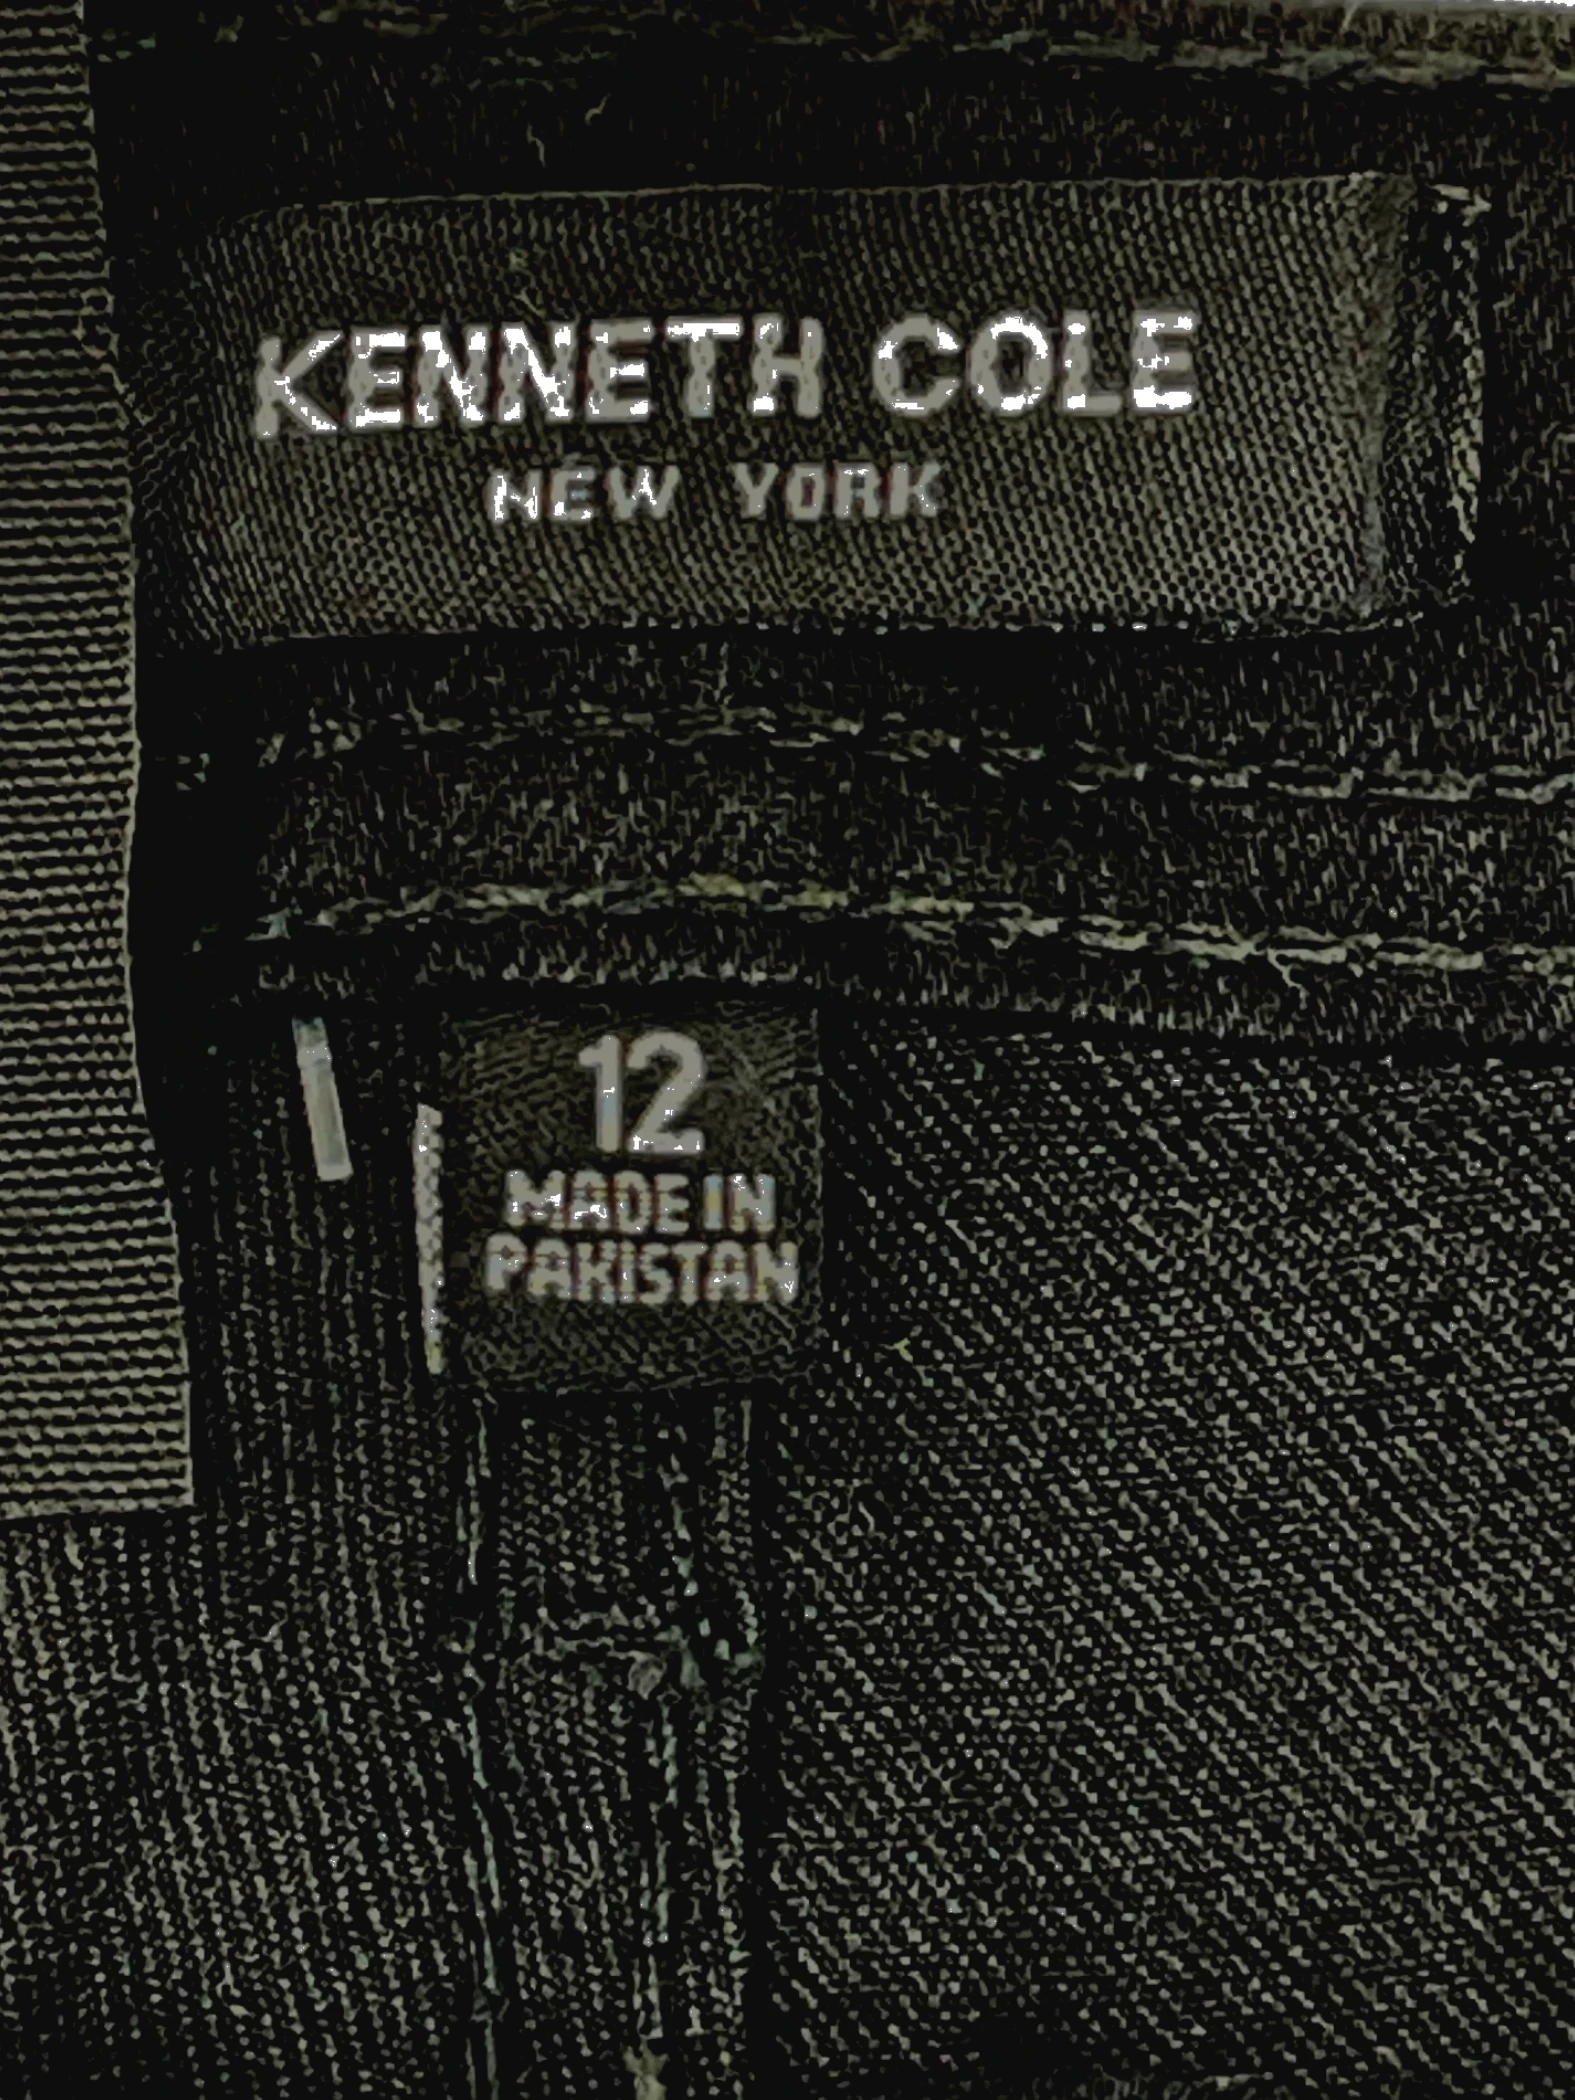 KENNETH COLE
NEW YORK
12
MADE IN
PAKISTAN